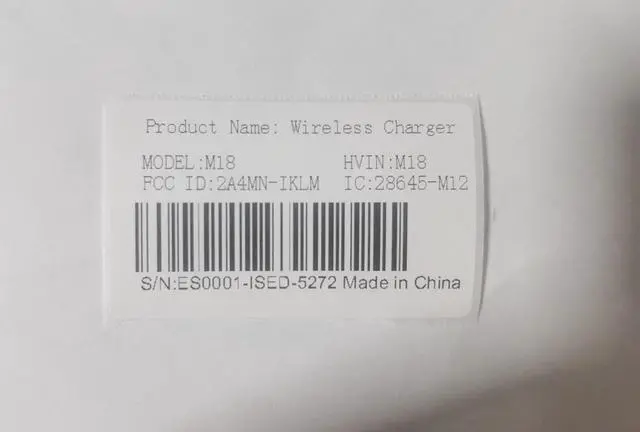 Product Name: Wireless Charger
MODEL:M18 HVIN:M18
FCC ID:2A4MN-IKLM IC:28645-M12
S/N:ES0001-ISED-5272 Made in China